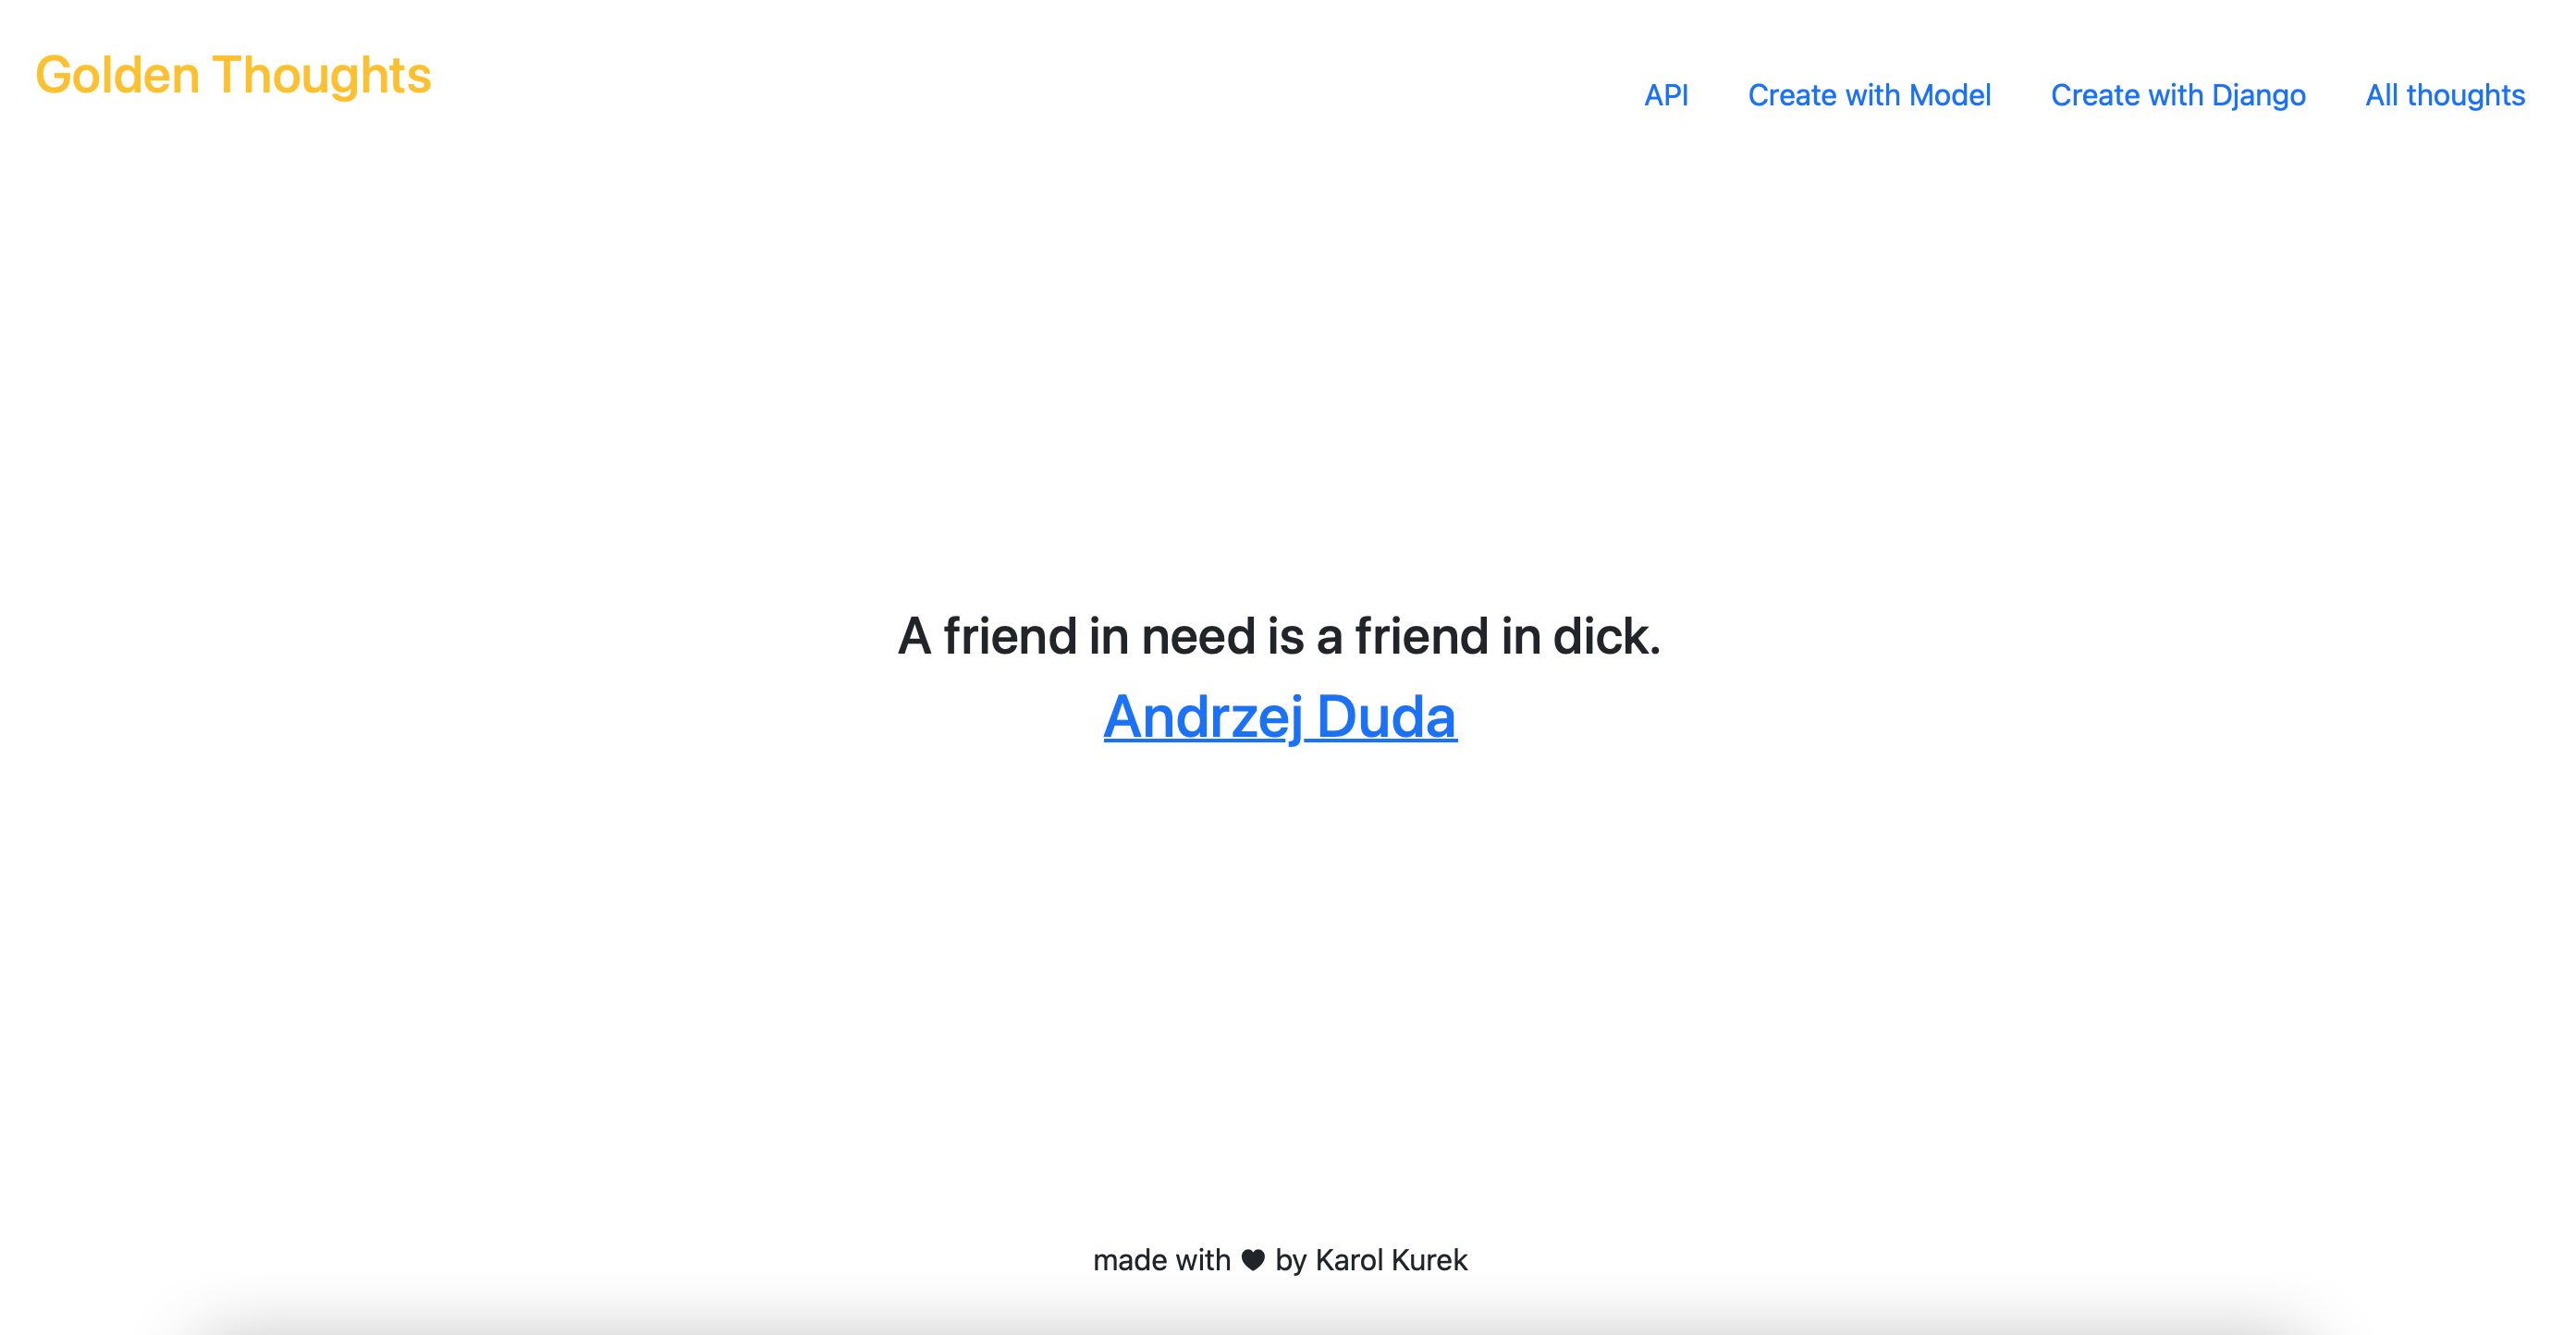 Golden Thoughts
API Create with Model Create with Django All thoughts
A friend in need is a friend in dick.
Andrzej Duda
made with ♥ by Karol Kurek